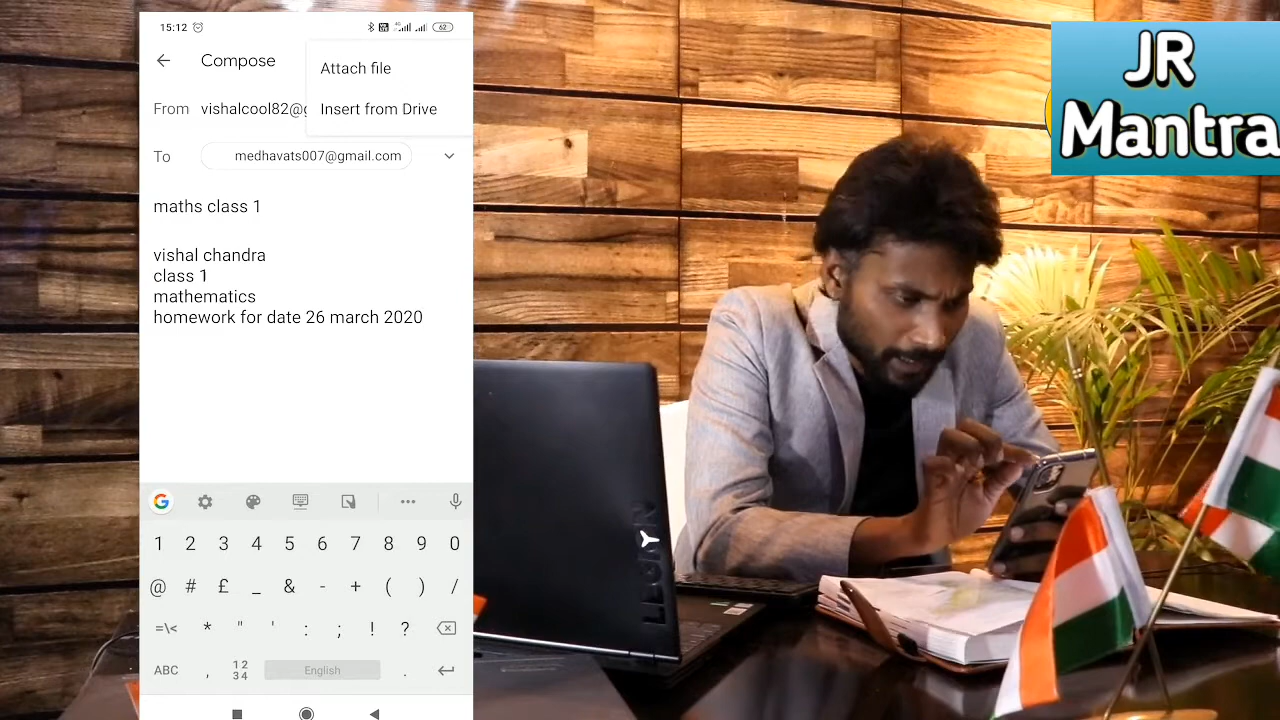 15:12
62
Compose
Attach file
From vishalcool82@g
Insert from Drive
To medhavats007@gmail.com
maths class 1
vishal chandra
class 1
mathematics
homework for date 26 march 2020
G
1 2 3 4 5 6 7 8 9 0
@ # £ _ & - + ( ) /
=\< * " ' : ; ! ?
ABC , 12 34 English .
JR
Mantra
LEGION